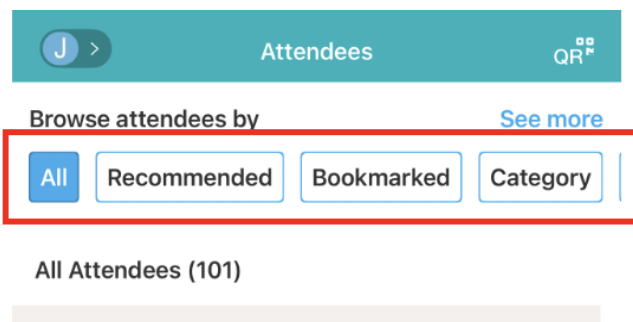 J > Attendees QR
Browse attendees by See more
All Recommended Bookmarked Category
All Attendees (101)